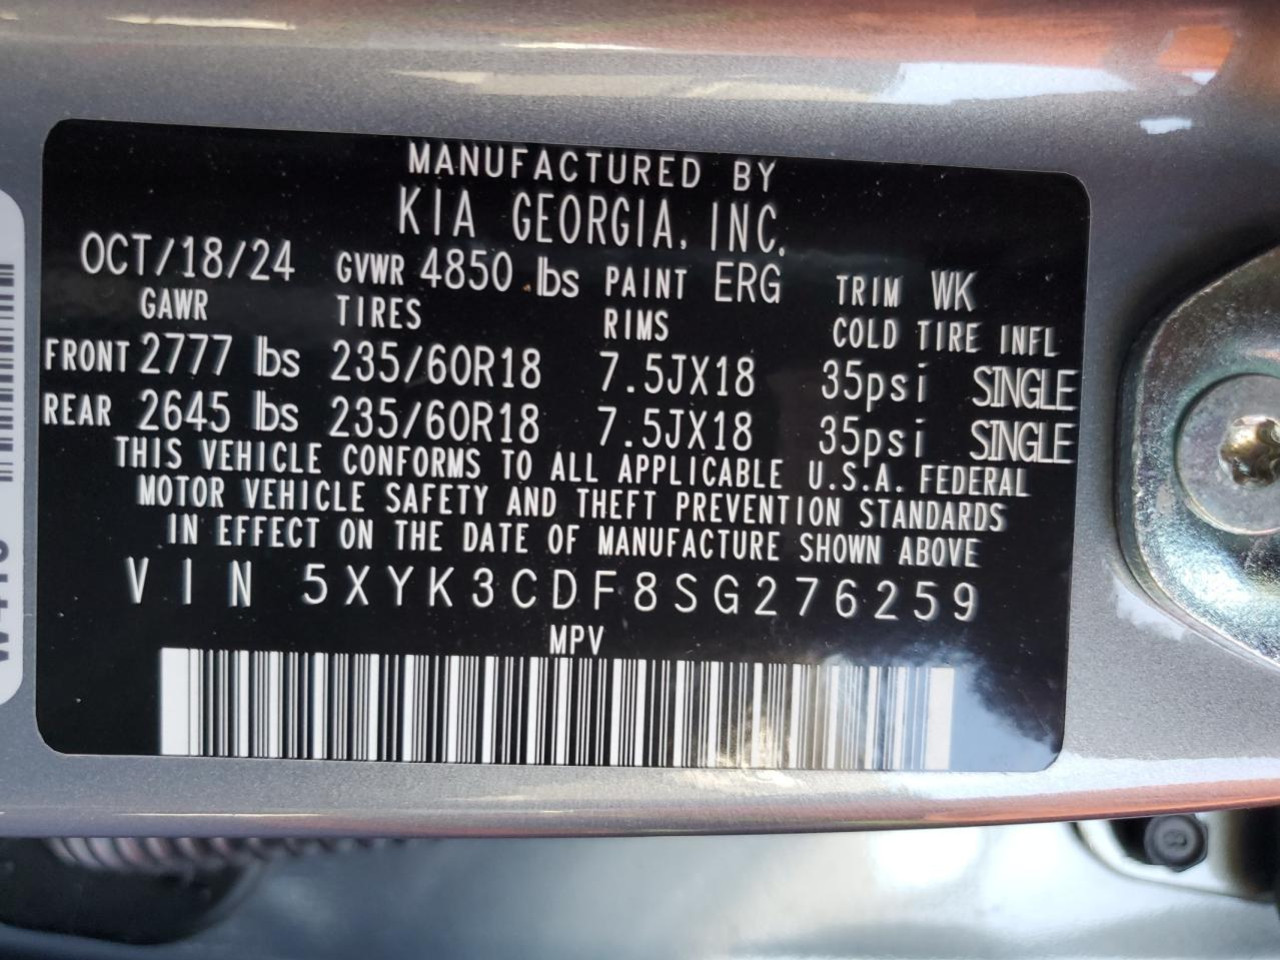 MANUFACTURED BY
KIA GEORGIA, INC.
OCT/18/24 GVWR 4850 lbs PAINT ERG TRIM WK
GAWR TIRES RIMS COLD TIRE INFL
FRONT 2777 lbs 235/60R18 7.5JX18 35psi SINGLE
REAR 2645 lbs 235/60R18 7.5JX18 35psi SINGLE
THIS VEHICLE CONFORMS TO ALL APPLICABLE U.S.A. FEDERAL
MOTOR VEHICLE SAFETY AND THEFT PREVENTION STANDARDS
IN EFFECT ON THE DATE OF MANUFACTURE SHOWN ABOVE
VIN 5XYK3CDF8SG276259
MPV